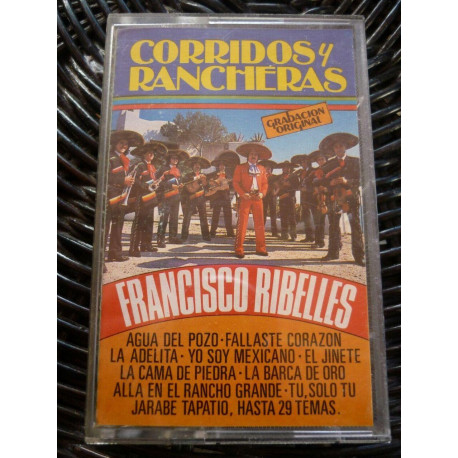 CORRIDOS y
RANCHERAS
GRABACION
ORIGINAL
FRANCISCO RIBELLES
AGUA DEL POZO · FALLASTE CORAZON
LA ADELITA · YO SOY MEXICANO · EL JINETE
LA CAMA DE PIEDRA · LA BARCA DE ORO
ALLA EN EL RANCHO GRANDE · TU, SOLO TU
JARABE TAPATIO, HASTA 29 TEMAS.